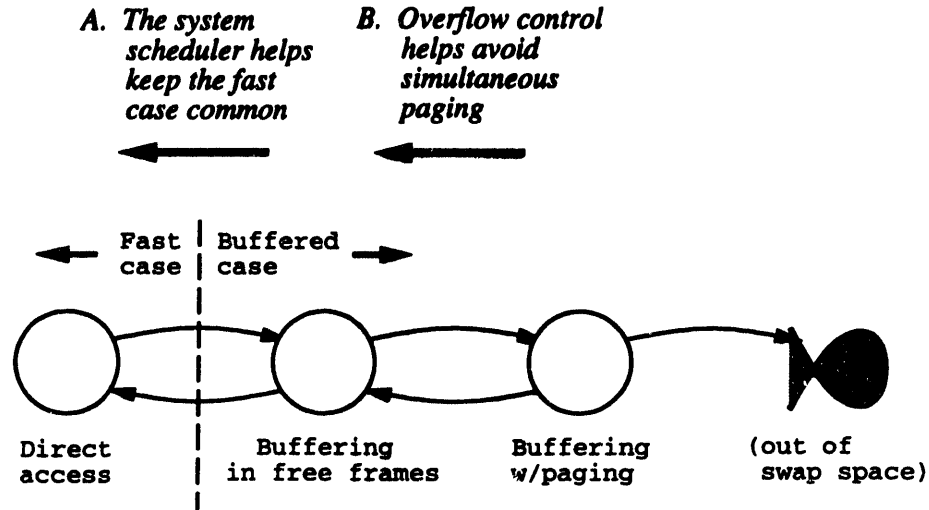 A. The system
scheduler helps
keep the fast
case common
B. Overflow control
helps avoid
simultaneous
paging
Fast
case
Buffered
case
Direct
access
Buffering
in free frames
Buffering
w/paging
(out of
swap space)